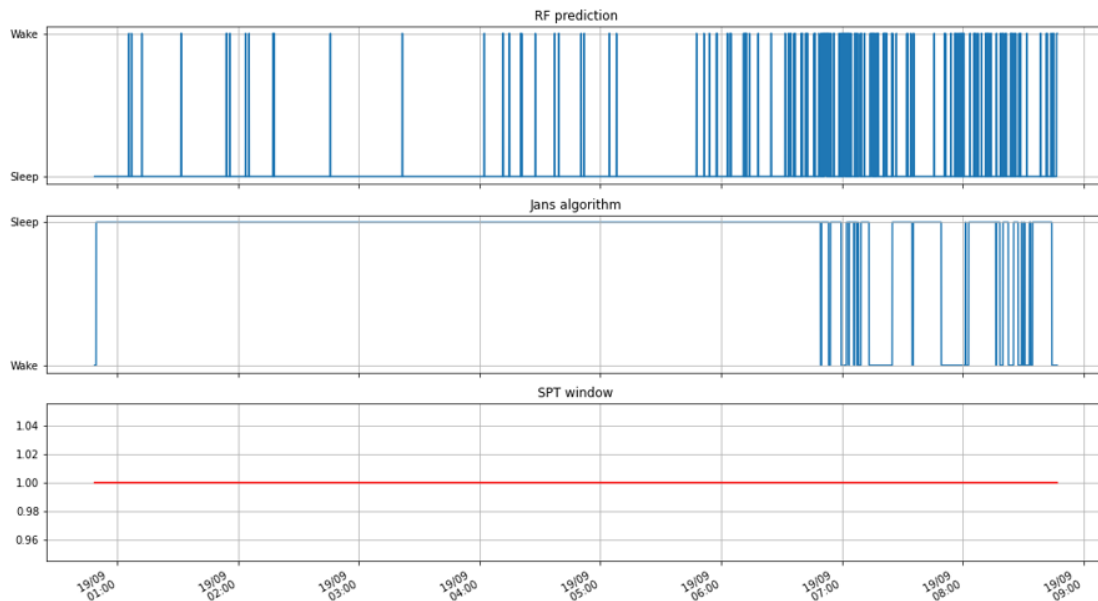 RF prediction
Wake
Sleep
Jans algorithm
Sleep
Wake
SPT window
1.04
1.02
1.00
0.98
0.96
19/09 01:00
19/09 02:00
19/09 03:00
19/09 04:00
19/09 05:00
19/09 06:00
19/09 07:00
19/09 08:00
19/09 09:00